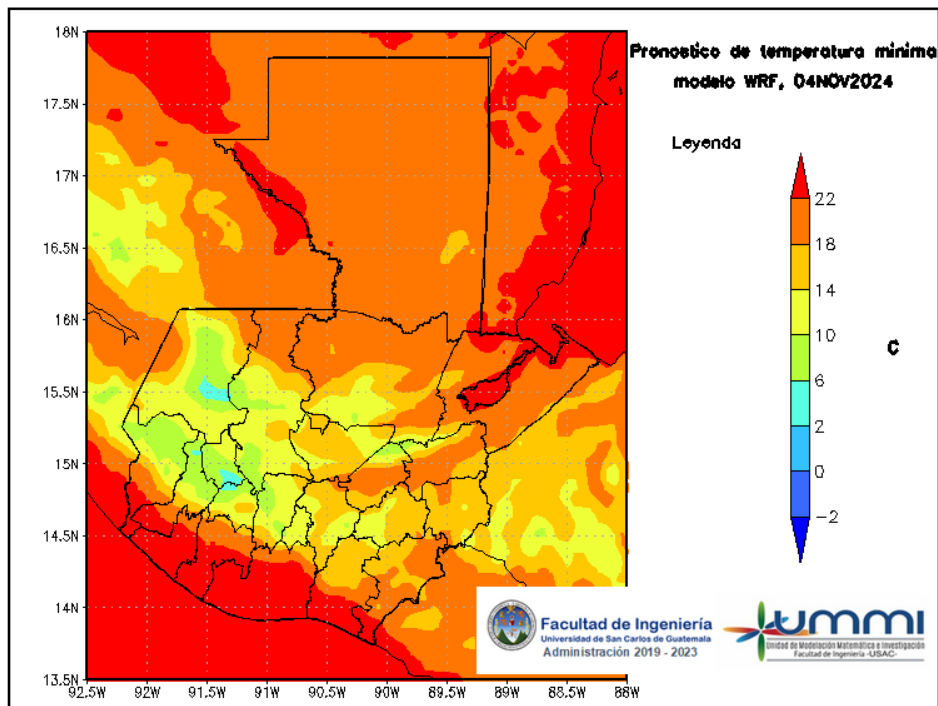 Pronostico de temperatura minima
modelo WRF, 04NOV2024
Leyenda
22
18
14
10
6
2
0
-2
C
18N
17.5N
17N
16.5N
16N
15.5N
15N
14.5N
14N
13.5N
92.5W 92W 91.5W 91W 90.5W 90W 89.5W 89W 88.5W 88W
Facultad de Ingeniería
Universidad de San Carlos de Guatemala
Administración 2019 - 2023
ummi
Unidad de Modelación Matemática e Investigación
Facultad de Ingeniería -USAC-